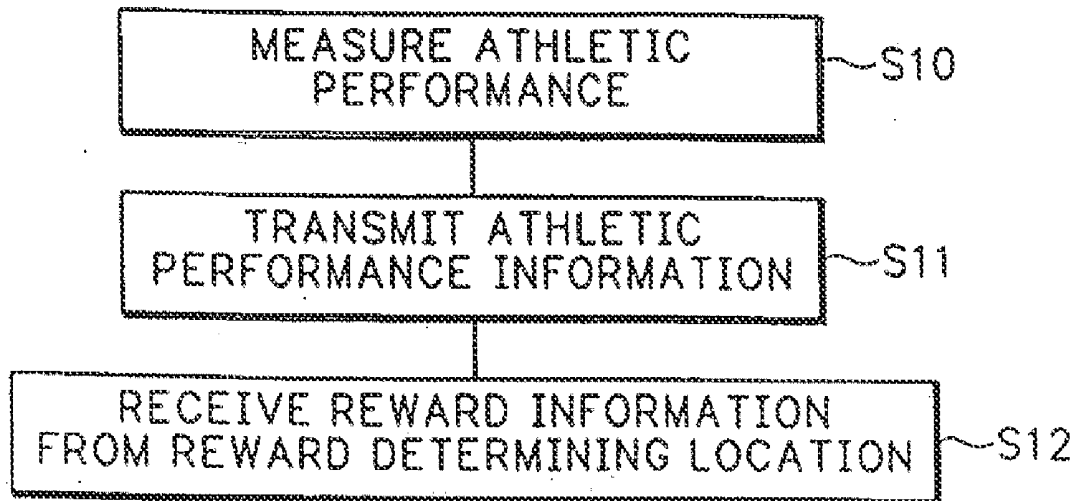 MEASURE ATHLETIC
PERFORMANCE
S10
TRANSMIT ATHLETIC
PERFORMANCE INFORMATION
S11
RECEIVE REWARD INFORMATION
FROM REWARD DETERMINING LOCATION
S12